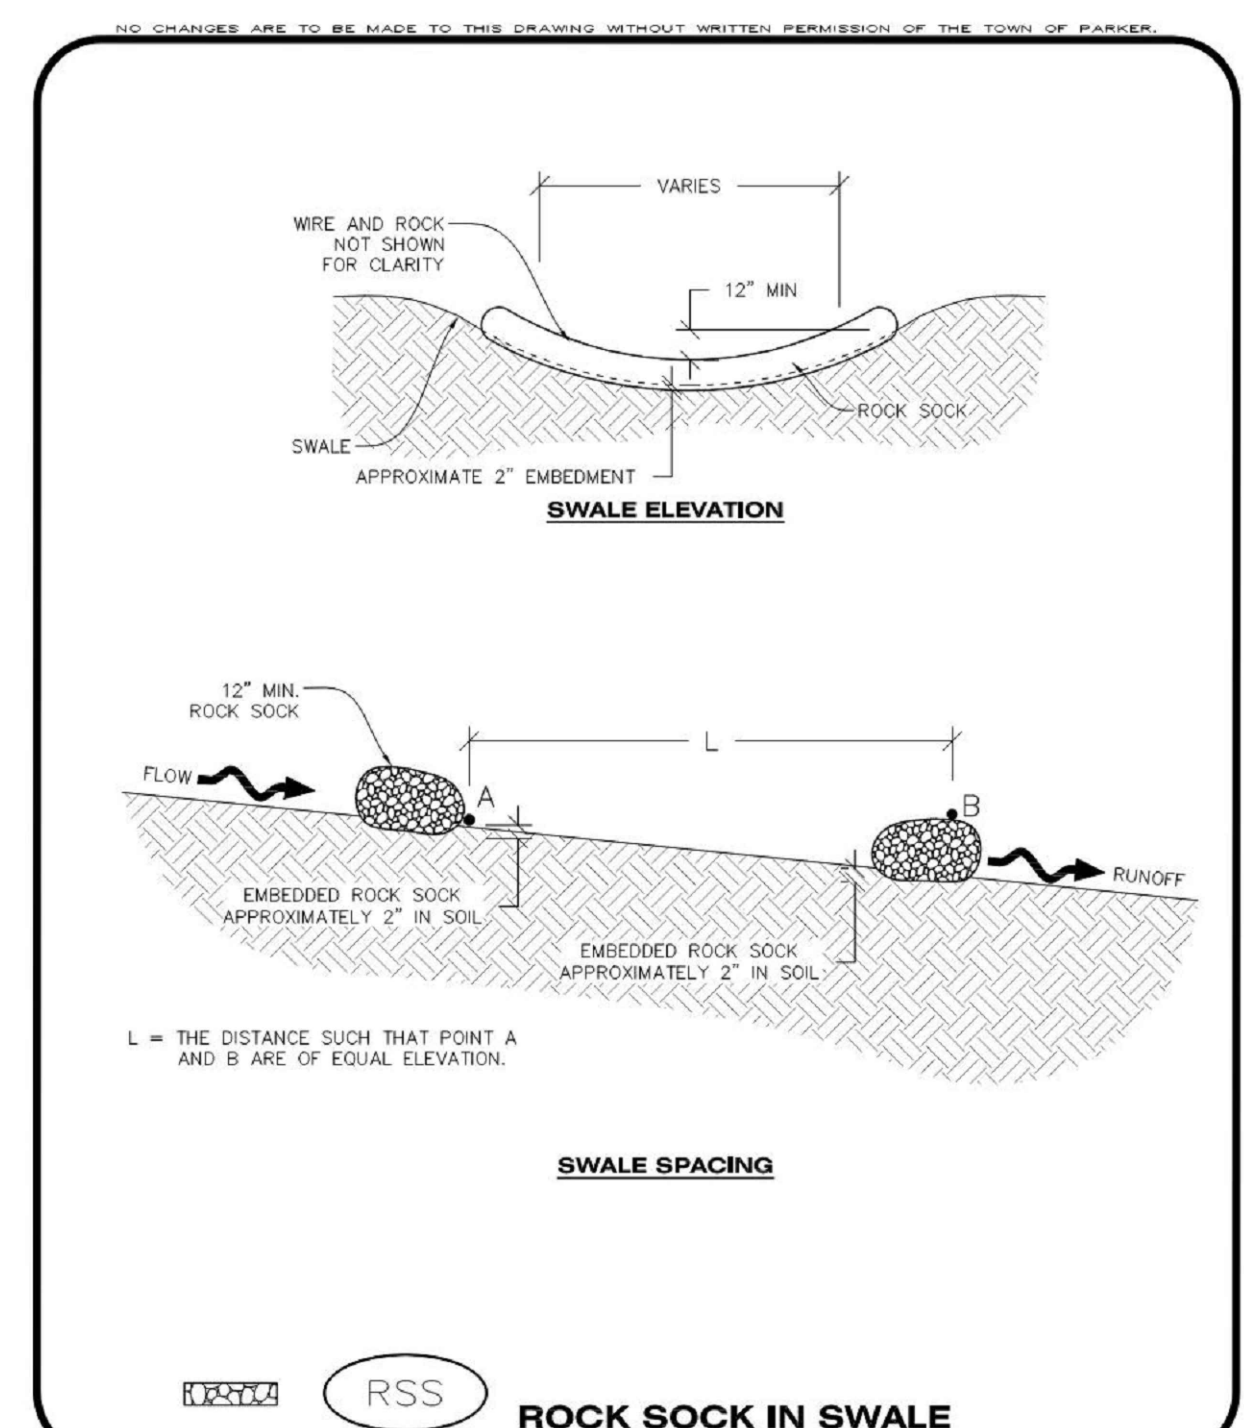 NO CHANGES ARE TO BE MADE TO THIS DRAWING WITHOUT WRITTEN PERMISSION OF THE TOWN OF PARKER.
VARIES
WIRE AND ROCK
NOT SHOWN
FOR CLARITY
12" MIN
ROCK SOCK
SWALE
APPROXIMATE 2" EMBEDMENT
SWALE ELEVATION
12" MIN.
ROCK SOCK
L
FLOW
A
B
RUNOFF
EMBEDDED ROCK SOCK
APPROXIMATELY 2" IN SOIL
EMBEDDED ROCK SOCK
APPROXIMATELY 2" IN SOIL
L = THE DISTANCE SUCH THAT POINT A
AND B ARE OF EQUAL ELEVATION.
SWALE SPACING
RSS
ROCK SOCK IN SWALE